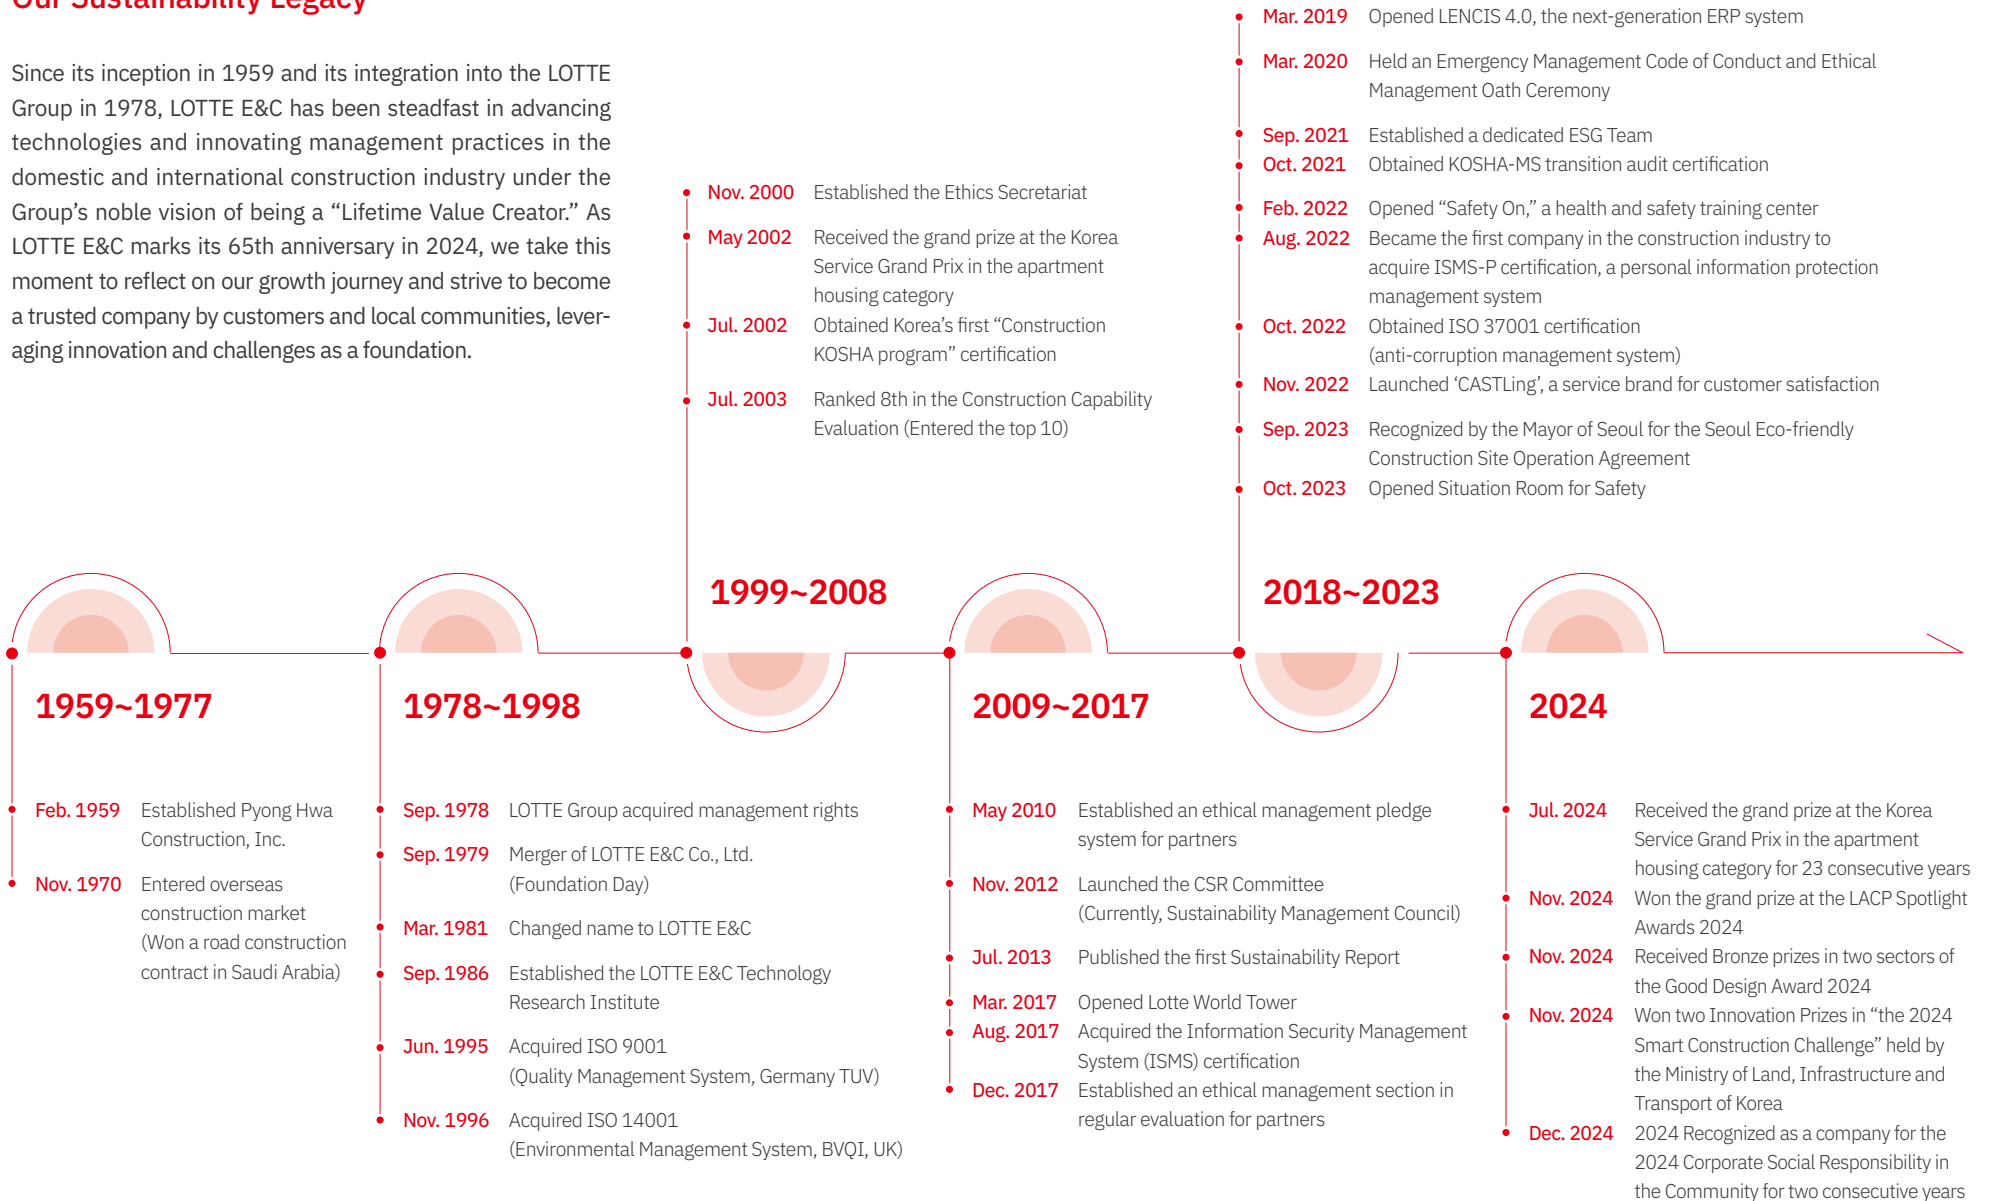 Our Sustainability Legacy
Since its inception in 1959 and its integration into the LOTTE
Group in 1978, LOTTE E&C has been steadfast in advancing
technologies and innovating management practices in the
domestic and international construction industry under the
Group’s noble vision of being a “Lifetime Value Creator.” As
LOTTE E&C marks its 65th anniversary in 2024, we take this
moment to reflect on our growth journey and strive to become
a trusted company by customers and local communities, lever-
aging innovation and challenges as a foundation.
1959~1977
Feb. 1959 Established Pyong Hwa
Construction, Inc.
Nov. 1970 Entered overseas
construction market
(Won a road construction
contract in Saudi Arabia)
1978~1998
Sep. 1978 LOTTE Group acquired management rights
Sep. 1979 Merger of LOTTE E&C Co., Ltd.
(Foundation Day)
Mar. 1981 Changed name to LOTTE E&C
Sep. 1986 Established the LOTTE E&C Technology
Research Institute
Jun. 1995 Acquired ISO 9001
(Quality Management System, Germany TUV)
Nov. 1996 Acquired ISO 14001
(Environmental Management System, BVQI, UK)
Nov. 2000 Established the Ethics Secretariat
May 2002 Received the grand prize at the Korea
Service Grand Prix in the apartment
housing category
Jul. 2002 Obtained Korea’s first “Construction
KOSHA program” certification
Jul. 2003 Ranked 8th in the Construction Capability
Evaluation (Entered the top 10)
1999~2008
2009~2017
May 2010 Established an ethical management pledge
system for partners
Nov. 2012 Launched the CSR Committee
(Currently, Sustainability Management Council)
Jul. 2013 Published the first Sustainability Report
Mar. 2017 Opened Lotte World Tower
Aug. 2017 Acquired the Information Security Management
System (ISMS) certification
Dec. 2017 Established an ethical management section in
regular evaluation for partners
Mar. 2019 Opened LENCIS 4.0, the next-generation ERP system
Mar. 2020 Held an Emergency Management Code of Conduct and Ethical
Management Oath Ceremony
Sep. 2021 Established a dedicated ESG Team
Oct. 2021 Obtained KOSHA-MS transition audit certification
Feb. 2022 Opened “Safety On,” a health and safety training center
Aug. 2022 Became the first company in the construction industry to
acquire ISMS-P certification, a personal information protection
management system
Oct. 2022 Obtained ISO 37001 certification
(anti-corruption management system)
Nov. 2022 Launched ‘CASTLing’, a service brand for customer satisfaction
Sep. 2023 Recognized by the Mayor of Seoul for the Seoul Eco-friendly
Construction Site Operation Agreement
Oct. 2023 Opened Situation Room for Safety
2018~2023
2024
Jul. 2024 Received the grand prize at the Korea
Service Grand Prix in the apartment
housing category for 23 consecutive years
Nov. 2024 Won the grand prize at the LACP Spotlight
Awards 2024
Nov. 2024 Received Bronze prizes in two sectors of
the Good Design Award 2024
Nov. 2024 Won two Innovation Prizes in “the 2024
Smart Construction Challenge” held by
the Ministry of Land, Infrastructure and
Transport of Korea
Dec. 2024 2024 Recognized as a company for the
2024 Corporate Social Responsibility in
the Community for two consecutive years